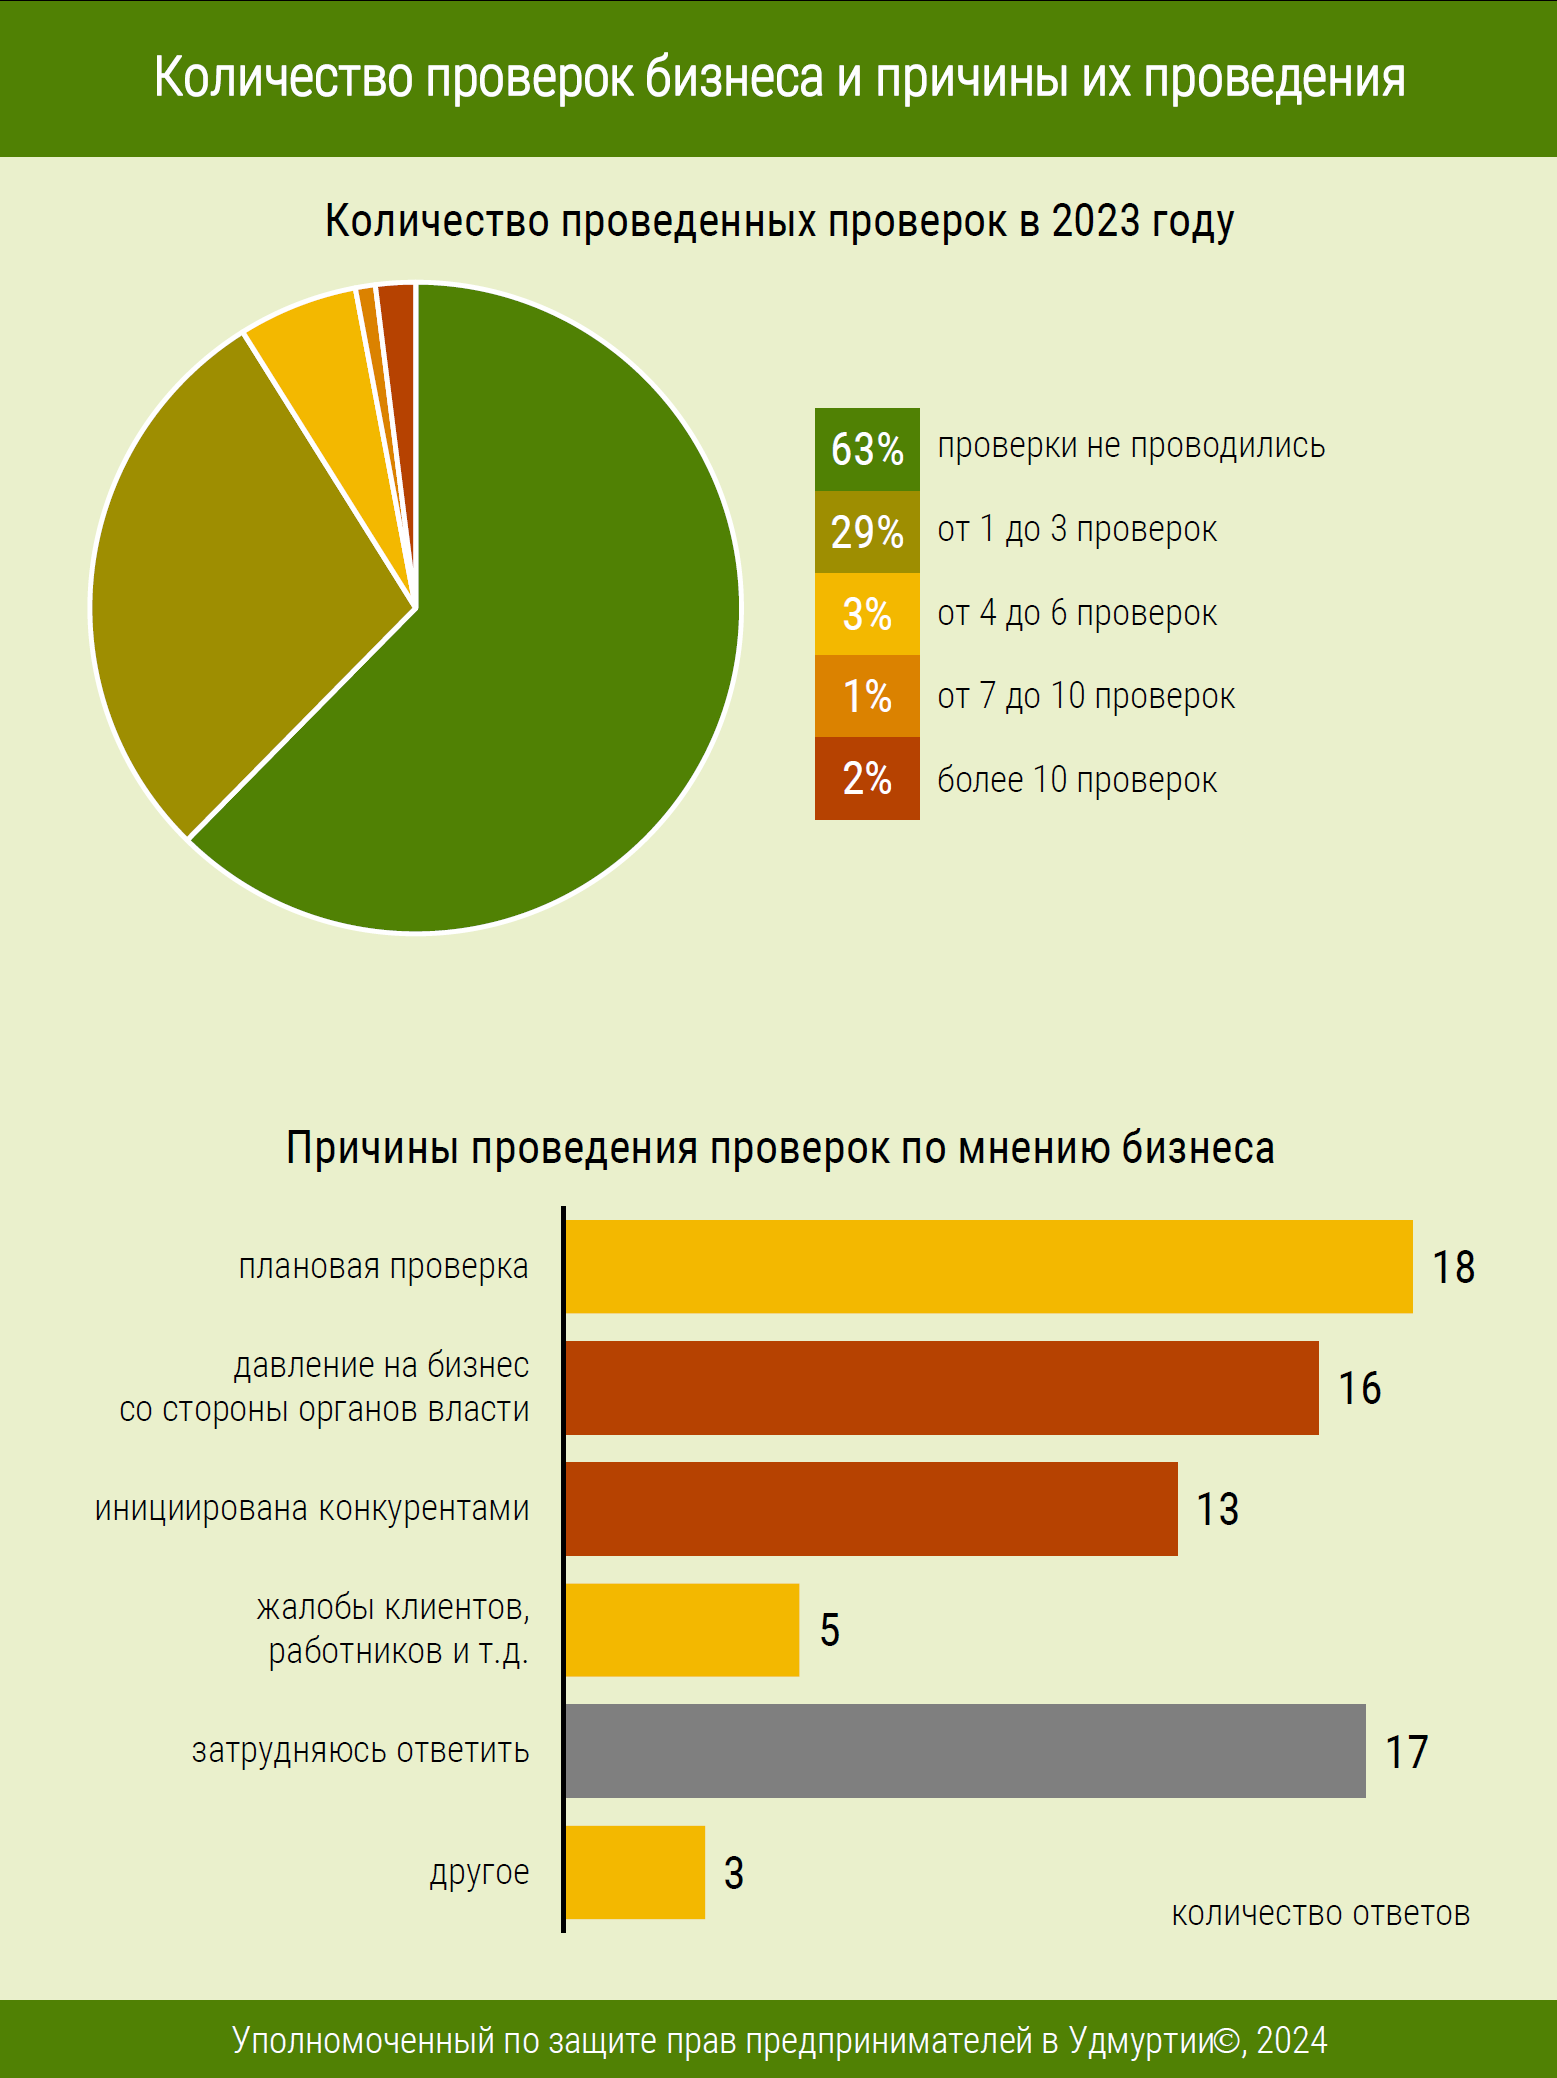 Количество проверок бизнеса и причины их проведения
Количество проведенных проверок в 2023 году
63% проверки не проводились
29% от 1 до 3 проверок
3% от 4 до 6 проверок
1% от 7 до 10 проверок
2% более 10 проверок
Причины проведения проверок по мнению бизнеса
плановая проверка 18
давление на бизнес
со стороны органов власти 16
инициирована конкурентами 13
жалобы клиентов,
работников и т.д. 5
затрудняюсь ответить 17
другое 3
количество ответов
Уполномоченный по защите прав предпринимателей в Удмуртии©, 2024